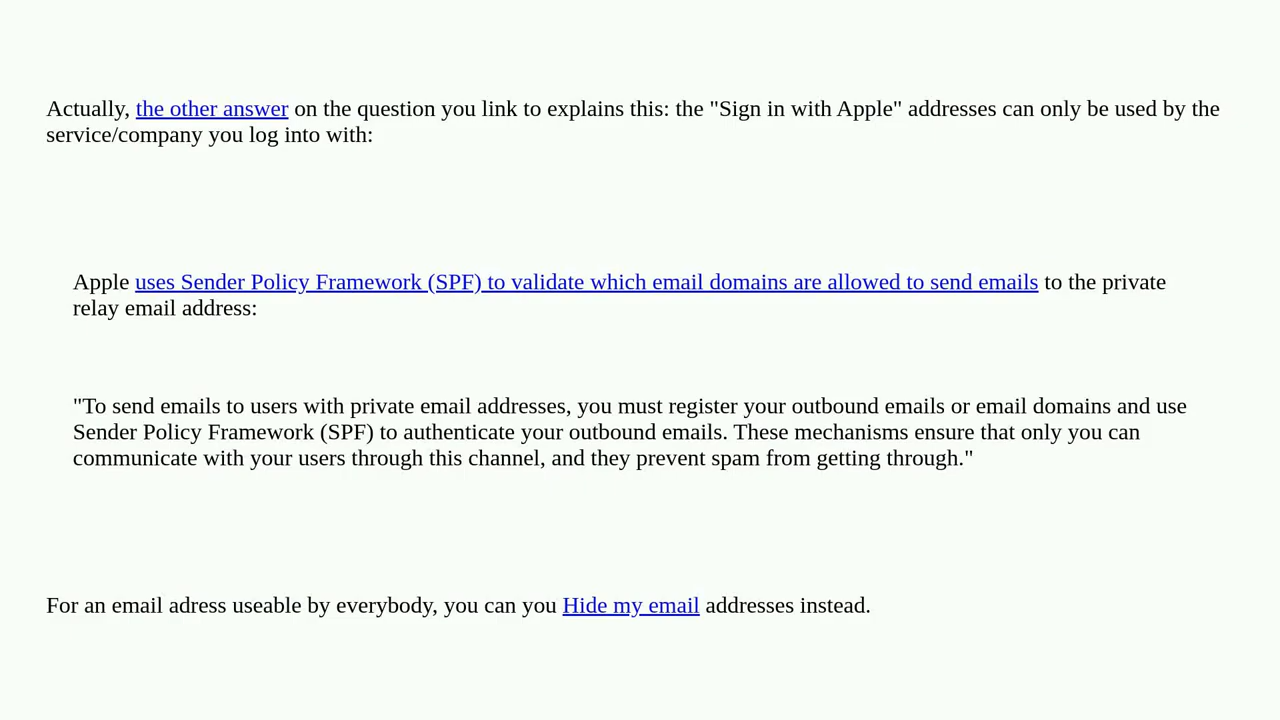 Actually, the other answer on the question you link to explains this: the "Sign in with Apple" addresses can only be used by the
service/company you log into with:
Apple uses Sender Policy Framework (SPF) to validate which email domains are allowed to send emails to the private
relay email address:
"To send emails to users with private email addresses, you must register your outbound emails or email domains and use
Sender Policy Framework (SPF) to authenticate your outbound emails. These mechanisms ensure that only you can
communicate with your users through this channel, and they prevent spam from getting through."
For an email adress useable by everybody, you can you Hide my email addresses instead.